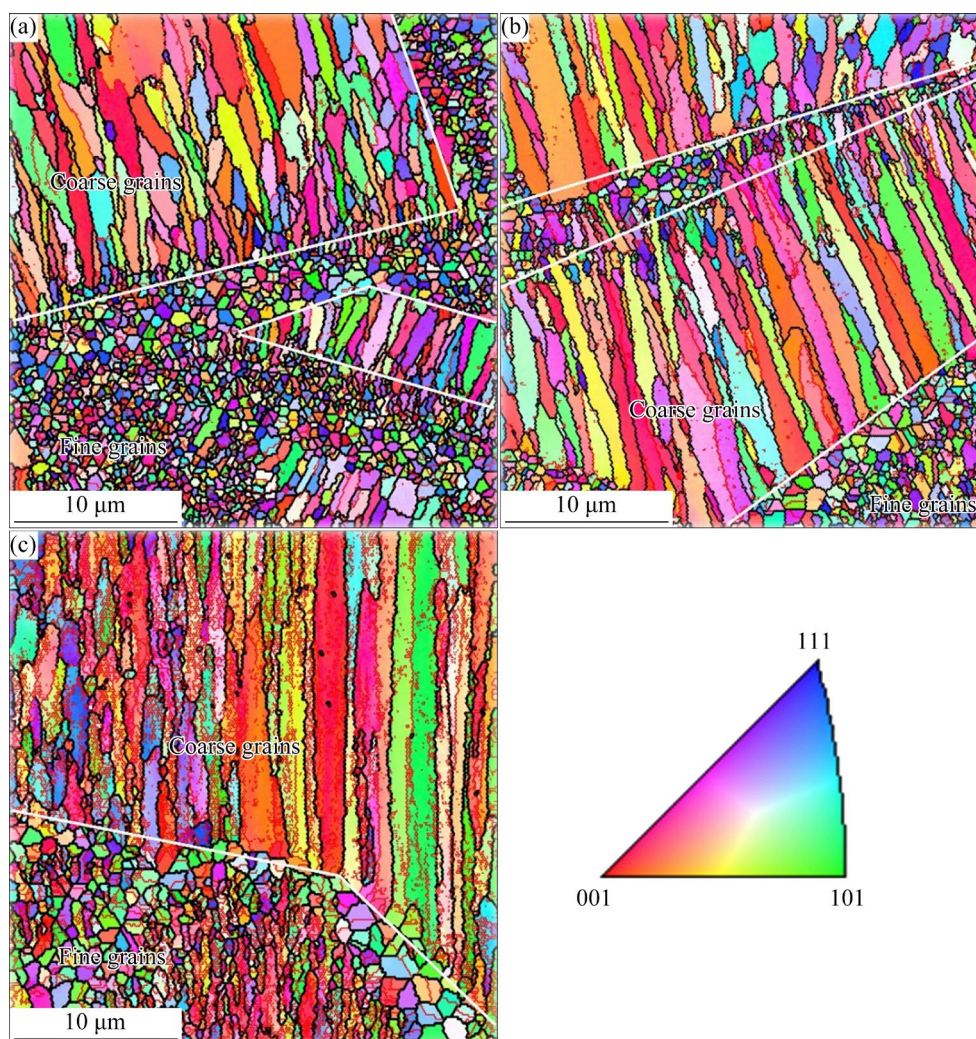 (a)
Coarse grains
Fine grains
10 μm
(b)
Coarse grains
Fine grains
10 μm
(c)
Coarse grains
Fine grains
10 μm
111
001
101